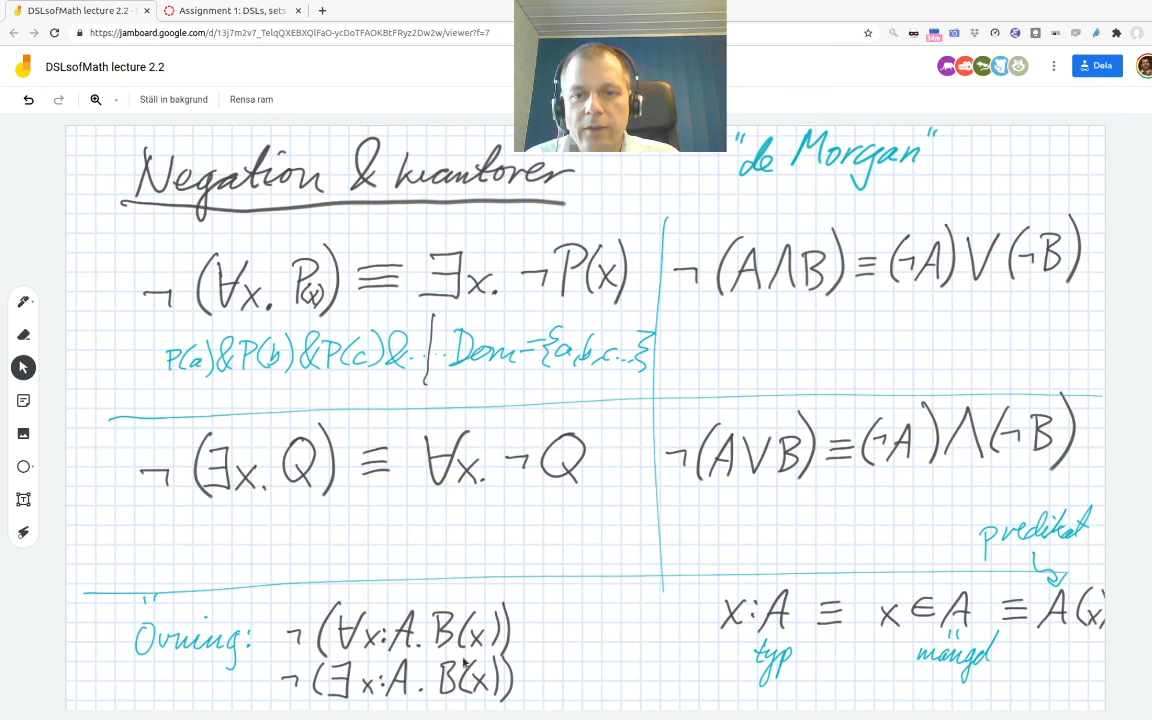 DSLsofMath lecture 2.2 -
Assignment 1: DSLs, sets
https://jamboard.google.com/d/13j7m2v7_TelqQXEBXQlFaO-ycDoTFAOKBtFRyz2Dw2w/viewer?f=7
DSLsofMath lecture 2.2
Dela
Ställ in bakgrund
Rensa ram
Negation & kvantorer
"de Morgan"
¬ (∀x. P(x)) ≡ ∃x. ¬P(x)
¬ (A∧B) ≡ (¬A) ∨ (¬B)
P(a)&P(b)&P(c)&.... | Dom={a,b,c...}
¬ (∃x. Q) ≡ ∀x. ¬Q
¬(A∨B) ≡ (¬A) ∧ (¬B)
predikat
Övning: ¬ (∀x:A. B(x))
¬ (∃x:A. B(x))
x:A ≡ x∈A ≡ A(x)
typ
mängd